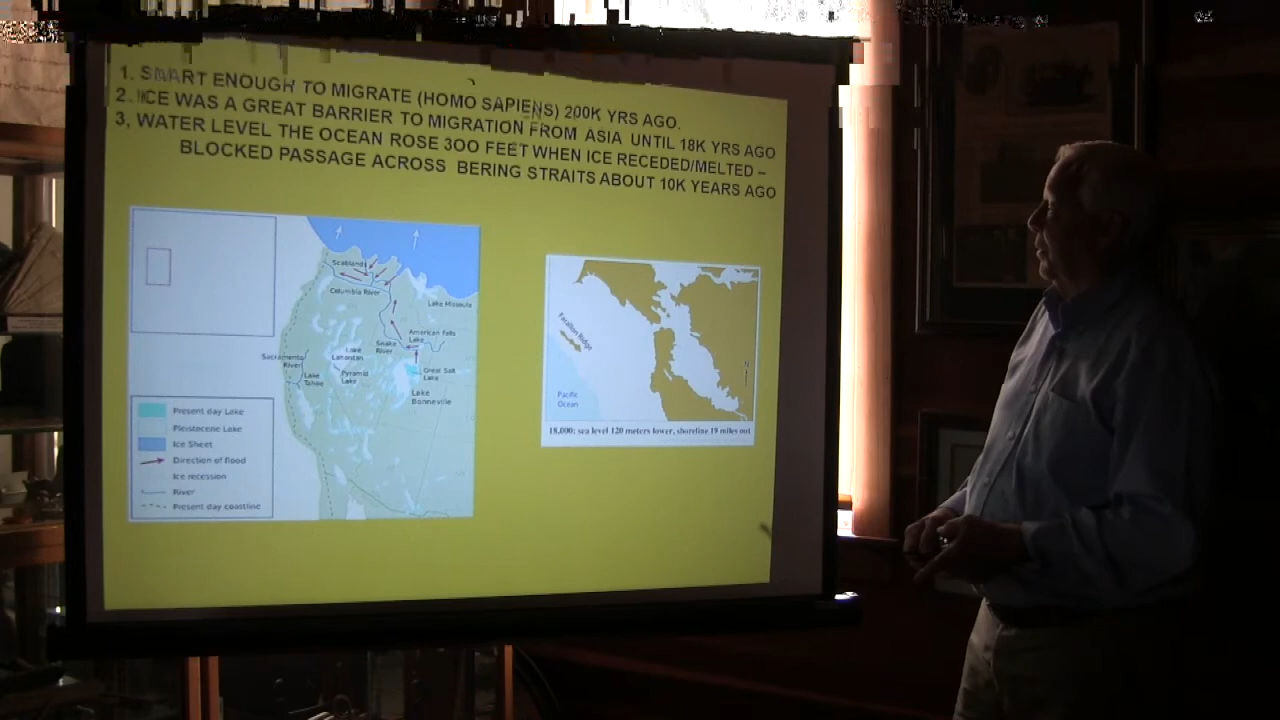 1. SMART ENOUGH TO MIGRATE (HOMO SAPIENS) 200K YRS AGO.
2. ICE WAS A GREAT BARRIER TO MIGRATION FROM ASIA UNTIL 18K YRS AGO
3, WATER LEVEL THE OCEAN ROSE 3OO FEET WHEN ICE RECEDED/MELTED –
BLOCKED PASSAGE ACROSS BERING STRAITS ABOUT 10K YEARS AGO
Scablands
Columbia River
Lake Missoula
American Falls
Lake
Snake
River
Lake
Lahontan
Sacramento
River
Pyramid
Lake
Lake
Tahoe
Great Salt
Lake
Lake
Bonneville
Present day Lake
Pleistocene Lake
Ice Sheet
Direction of flood
Ice recession
River
Present day coastline
Farallon Ridge
N
Pacific
Ocean
18,000: sea level 120 meters lower, shoreline 19 miles out